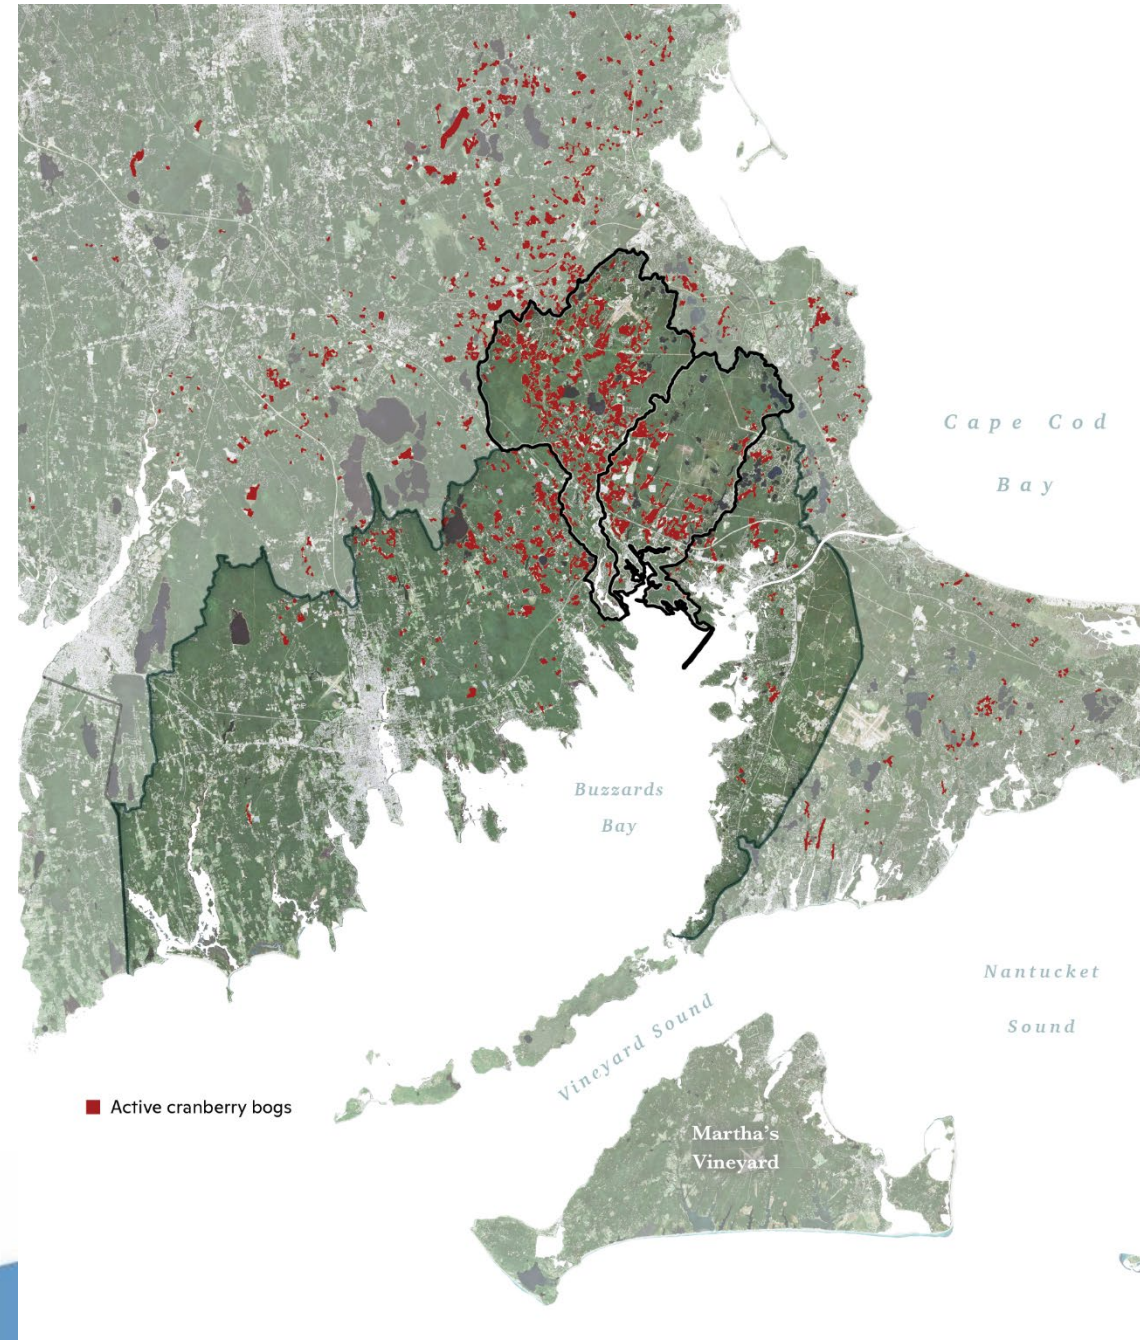 Cape Cod
Bay
Buzzards
Bay
Nantucket
Sound
Vineyard Sound
Active cranberry bogs
Martha's
Vineyard